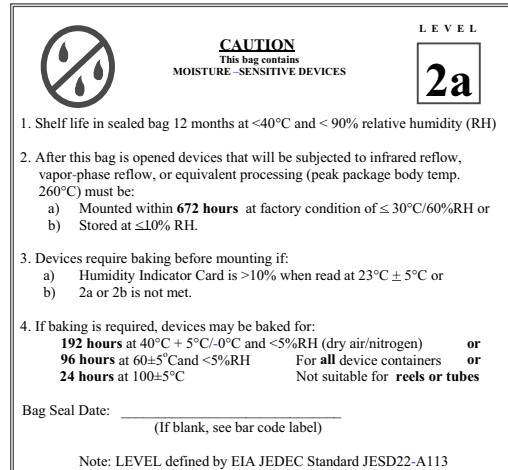 LEVEL
CAUTION
This bag contains
MOISTURE –SENSITIVE DEVICES
2a
1. Shelf life in sealed bag 12 months at <40°C and < 90% relative humidity (RH)
2. After this bag is opened devices that will be subjected to infrared reflow,
vapor-phase reflow, or equivalent processing (peak package body temp.
260°C) must be:
a) Mounted within 672 hours at factory condition of ≤ 30°C/60%RH or
b) Stored at ≤10% RH.
3. Devices require baking before mounting if:
a) Humidity Indicator Card is >10% when read at 23°C ± 5°C or
b) 2a or 2b is not met.
4. If baking is required, devices may be baked for:
192 hours at 40°C + 5°C/-0°C and <5%RH (dry air/nitrogen) or
96 hours at 60±5°Cand <5%RH For all device containers or
24 hours at 100±5°C Not suitable for reels or tubes
Bag Seal Date: ______________________________
(If blank, see bar code label)
Note: LEVEL defined by EIA JEDEC Standard JESD22-A113